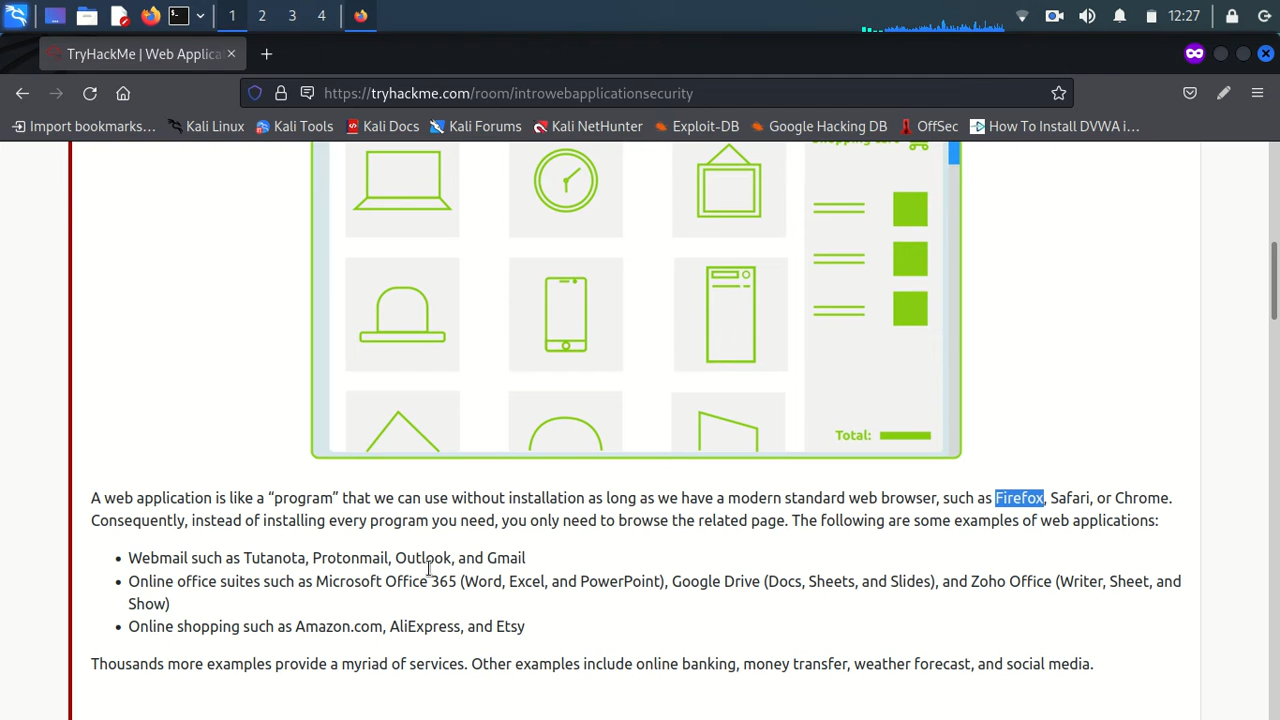 1 2 3 4 12:27
TryHackMe | Web Applica
https://tryhackme.com/room/introwebapplicationsecurity
Import bookmarks… Kali Linux Kali Tools Kali Docs Kali Forums Kali NetHunter Exploit-DB Google Hacking DB OffSec How To Install DVWA i…
Total:
A web application is like a “program” that we can use without installation as long as we have a modern standard web browser, such as Firefox, Safari, or Chrome.
Consequently, instead of installing every program you need, you only need to browse the related page. The following are some examples of web applications:
• Webmail such as Tutanota, Protonmail, Outlook, and Gmail
• Online office suites such as Microsoft Office 365 (Word, Excel, and PowerPoint), Google Drive (Docs, Sheets, and Slides), and Zoho Office (Writer, Sheet, and
Show)
• Online shopping such as Amazon.com, AliExpress, and Etsy
Thousands more examples provide a myriad of services. Other examples include online banking, money transfer, weather forecast, and social media.